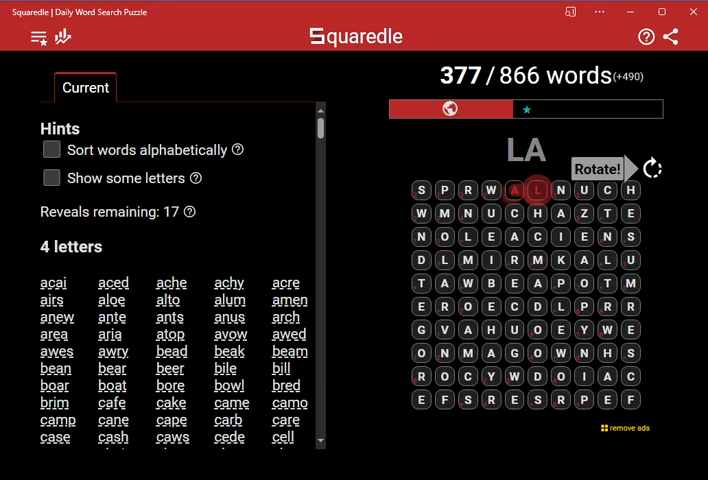 Squaredle | Daily Word Search Puzzle
Squaredle
377 / 866 words (+490)
Current
Hints
Sort words alphabetically
Show some letters
Reveals remaining: 17
4 letters
açai aced ache achy acre
airs aloe alto alum amen
anew ante ants anus arch
area aria atop avow awed
awes awry bead beak beam
bean bear beer bile bill
boar boat bore bowl bred
brim cafe cake came camo
camp cane cape carb care
case cash caws cede cell
LA
Rotate!
S P R W A L N U C H
W M N U C H A Z T E
N O L E A C I E N S
D L M I R M K A L U
T A W B E A P O T M
E R O E C D L P R R
G V A H U O E Y W E
O N M A G O W N H S
R O C Y W D O I A C
E F S R E S R P E F
remove ads